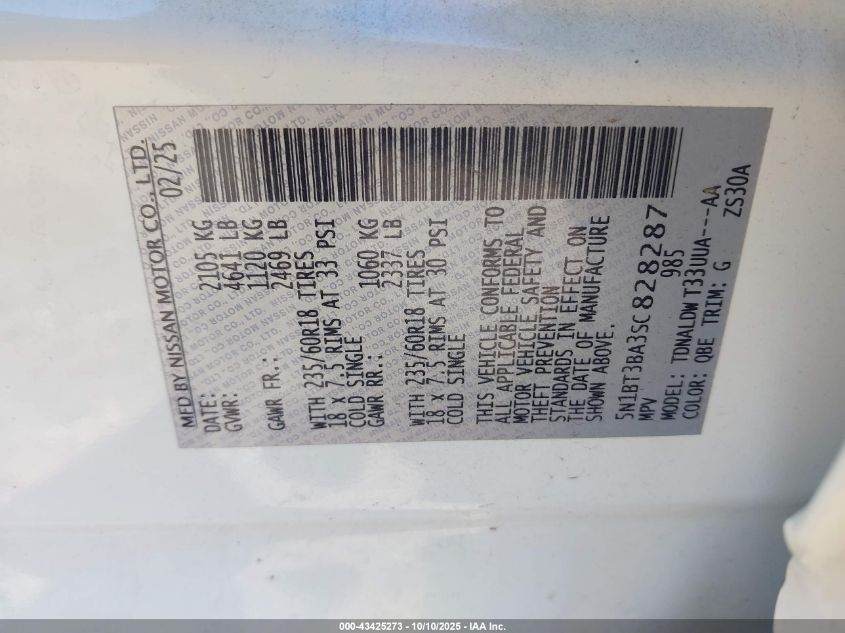 MFD BY NISSAN MOTOR CO., LTD.
DATE: 02/25
GVWR: 2105 KG
4641 LB
GAWR FR.: 1120 KG
2469 LB
WITH 235/60R18 TIRES
18 X 7.5 RIMS AT 33 PSI
COLD SINGLE
GAWR RR.: 1060 KG
2337 LB
WITH 235/60R18 TIRES
18 X 7.5 RIMS AT 30 PSI
COLD SINGLE
THIS VEHICLE CONFORMS TO
ALL APPLICABLE FEDERAL
MOTOR VEHICLE SAFETY AND
THEFT PREVENTION
STANDARDS IN EFFECT ON
THE DATE OF MANUFACTURE
SHOWN ABOVE.
5N1BT3BA3SC828287
MPV 985
MODEL: TDNALDW T33UUA---AA
COLOR: QBE TRIM: G ZS30A
000-43425273 - 10/10/2025 - IAA Inc.